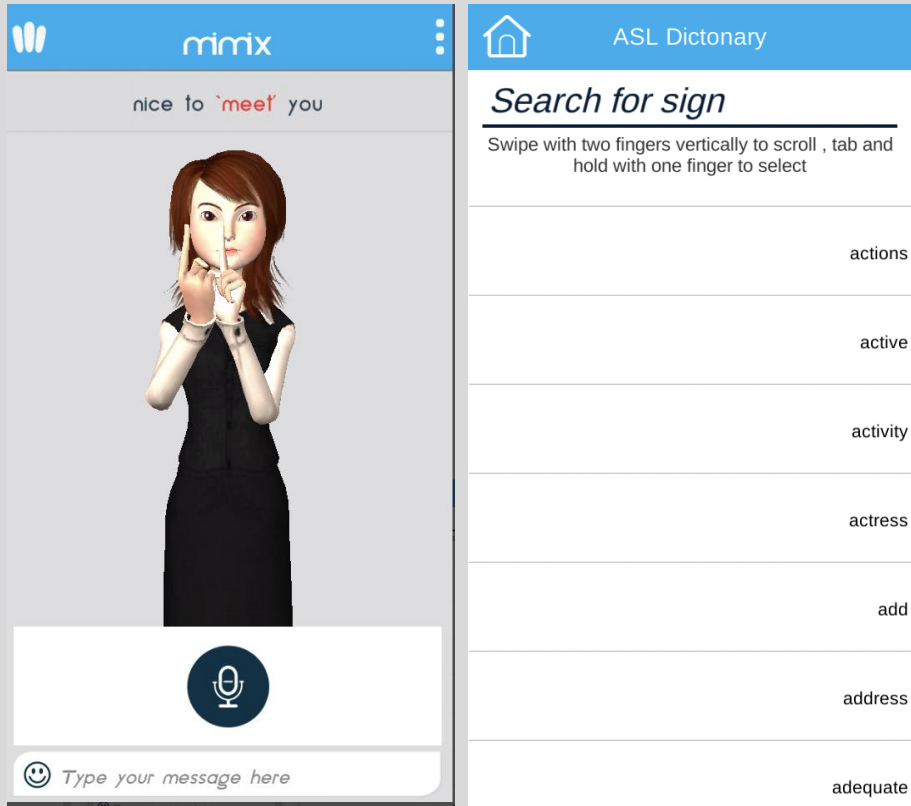 mimix
nice to `meet' you
Type your message here
ASL Dictonary
Search for sign
Swipe with two fingers vertically to scroll , tab and
hold with one finger to select
actions
active
activity
actress
add
address
adequate